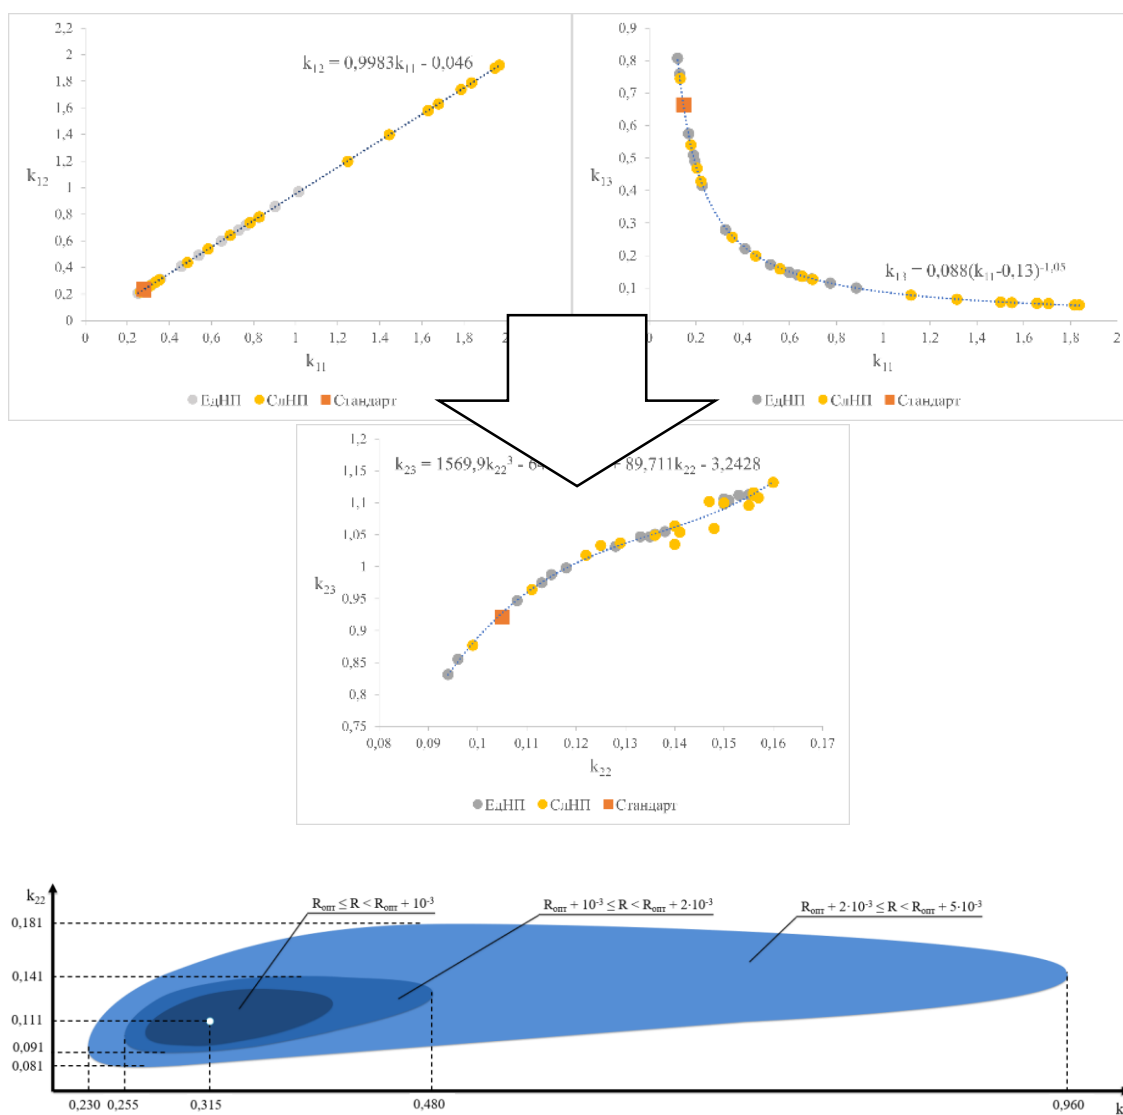 2,2
2
1,8
1,6
1,4
1,2
1
0,8
0,6
0,4
0,2
0
k₁₂
k₁₂ = 0,9983k₁₁ - 0,046
0 0,2 0,4 0,6 0,8 1 1,2 1,4 1,6 1,8 2
k₁₁
ЕдНП СлНП Стандарт
0,9
0,8
0,7
0,6
0,5
0,4
0,3
0,2
0,1
k₁₃
k₁₃ = 0,088(k₁₁-0,13)⁻¹,⁰⁵
0 0,2 0,4 0,6 0,8 1 1,2 1,4 1,6 1,8 2
k₁₁
ЕдНП СлНП Стандарт
1,2
1,15
1,1
1,05
1
0,95
0,9
0,85
0,8
0,75
k₂₃
k₂₃ = 1569,9k₂₂³ - 89,711k₂₂ - 3,2428
0,08 0,09 0,1 0,11 0,12 0,13 0,14 0,15 0,16 0,17
k₂₂
ЕдНП СлНП Стандарт
k₂₂
Rопт ≤ R < Rопт + 10⁻³
Rопт + 10⁻³ ≤ R < Rопт + 2·10⁻³
Rопт + 2·10⁻³ ≤ R < Rопт + 5·10⁻³
0,181
0,141
0,111
0,091
0,081
0,230 0,255 0,315 0,480 0,960
k